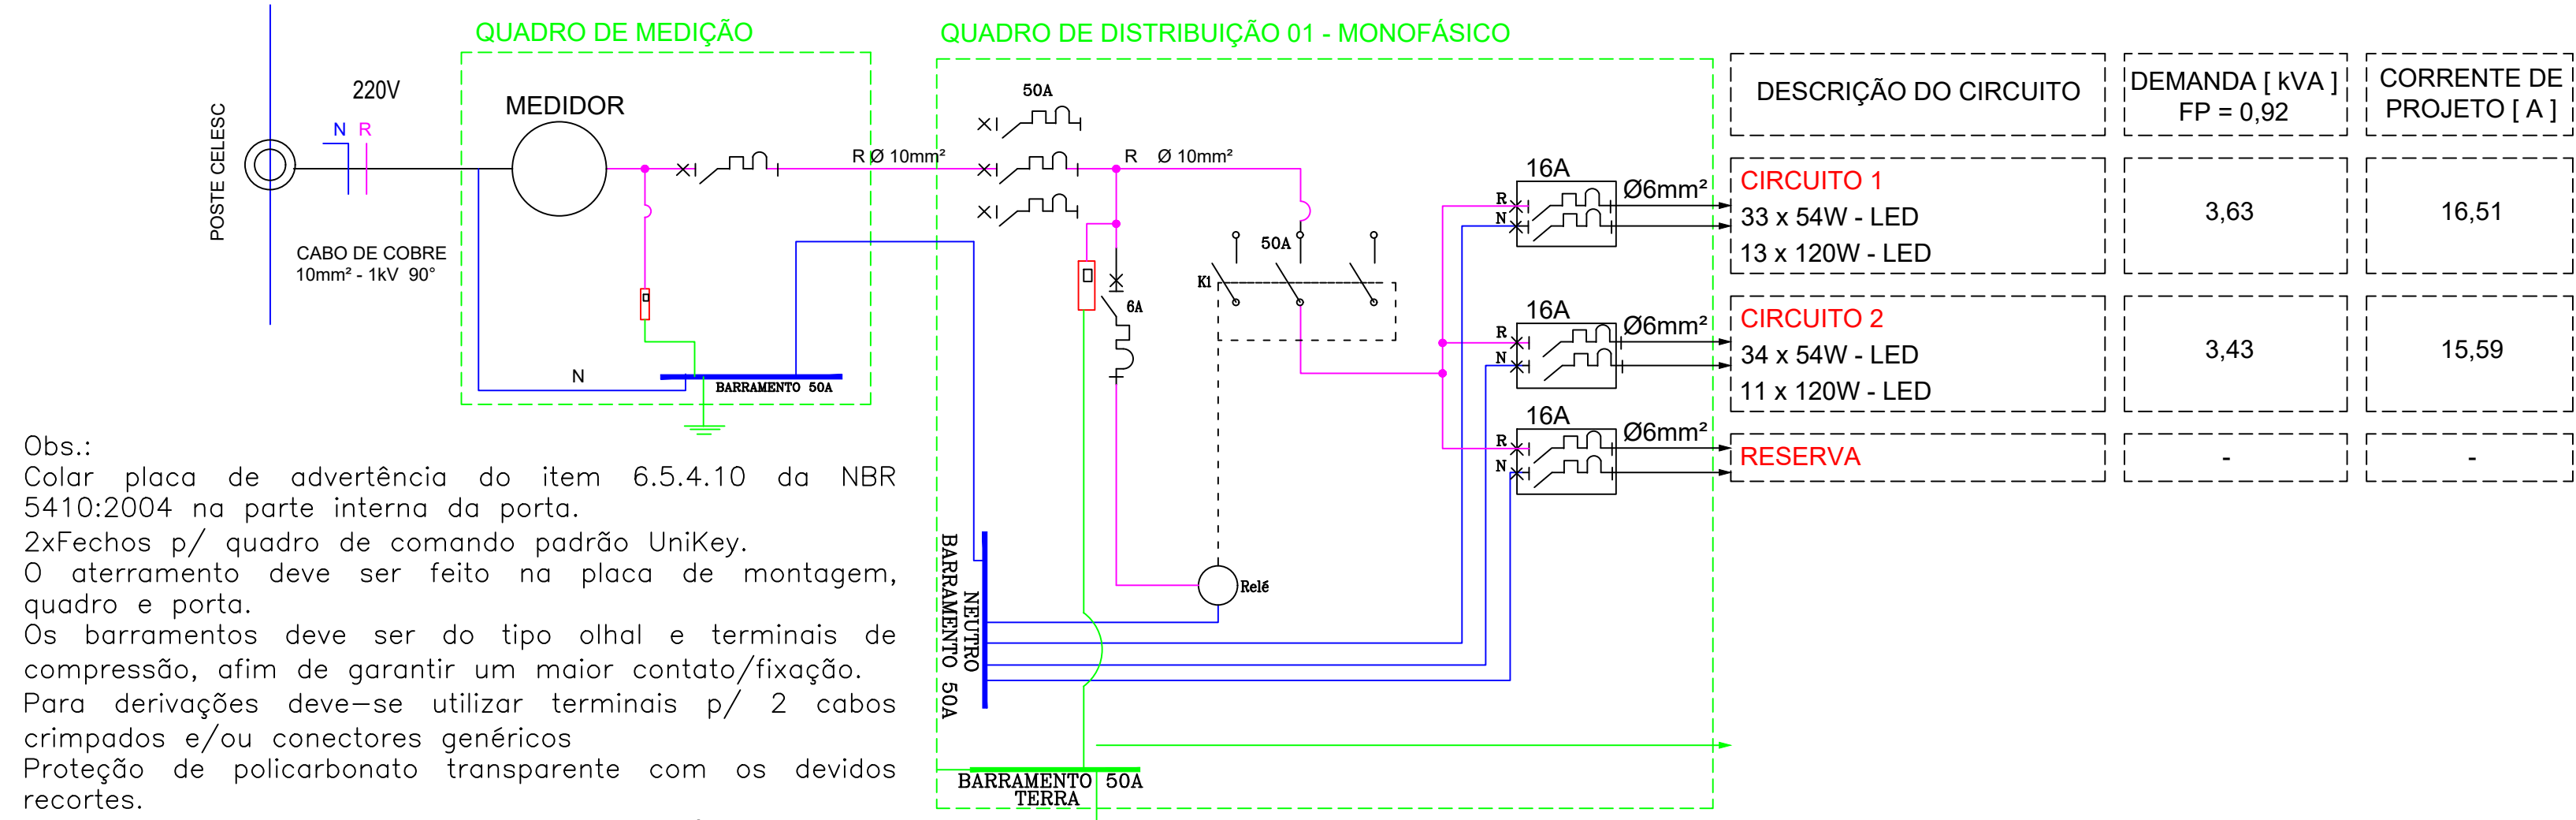 QUADRO DE MEDIÇÃO
QUADRO DE DISTRIBUIÇÃO 01 - MONOFÁSICO
POSTE CELESC
220V
N R
CABO DE COBRE
10mm² - 1kV 90°
MEDIDOR
N
BARRAMENTO 50A
R Ø 10mm²
50A
R Ø 10mm²
6A
50A
K1
Relé
NEUTRO
BARRAMENTO 50A
BARRAMENTO 50A
TERRA
16A
R
N
Ø6mm²
16A
R
N
Ø6mm²
16A
R
N
Ø6mm²
DESCRIÇÃO DO CIRCUITO
DEMANDA [ kVA ]
FP = 0,92
CORRENTE DE
PROJETO [ A ]
CIRCUITO 1
33 x 54W - LED
13 x 120W - LED
3,63
16,51
CIRCUITO 2
34 x 54W - LED
11 x 120W - LED
3,43
15,59
RESERVA
-
-
Obs.:
Colar placa de advertência do item 6.5.4.10 da NBR
5410:2004 na parte interna da porta.
2xFechos p/ quadro de comando padrão UniKey.
O aterramento deve ser feito na placa de montagem,
quadro e porta.
Os barramentos deve ser do tipo olhal e terminais de
compressão, afim de garantir um maior contato/fixação.
Para derivações deve-se utilizar terminais p/ 2 cabos
crimpados e/ou conectores genéricos
Proteção de policarbonato transparente com os devidos
recortes.